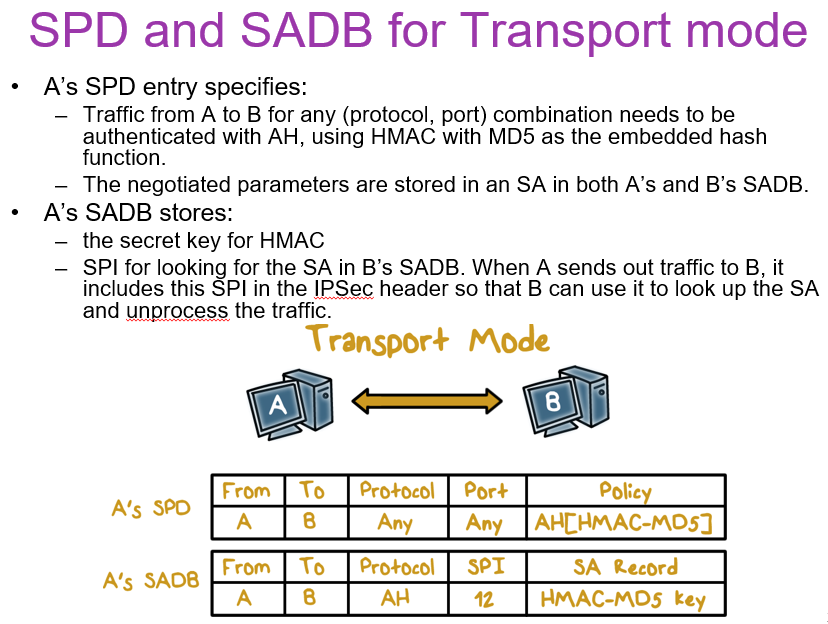 SPD and SADB for Transport mode
• A's SPD entry specifies:
– Traffic from A to B for any (protocol, port) combination needs to be
authenticated with AH, using HMAC with MD5 as the embedded hash
function.
– The negotiated parameters are stored in an SA in both A's and B's SADB.
• A's SADB stores:
– the secret key for HMAC
– SPI for looking for the SA in B's SADB. When A sends out traffic to B, it
includes this SPI in the IPSec header so that B can use it to look up the SA
and unprocess the traffic.
Transport Mode
A B
A's SPD
From To Protocol Port Policy
A B Any Any AH[HMAC-MD5]
A's SADB
From To Protocol SPI SA Record
A B AH 12 HMAC-MD5 key